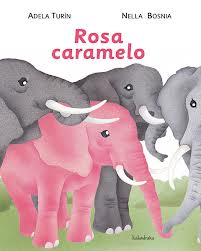 ADELA TURÍN NELLA BOSNIA
Rosa
caramelo
kalandraka